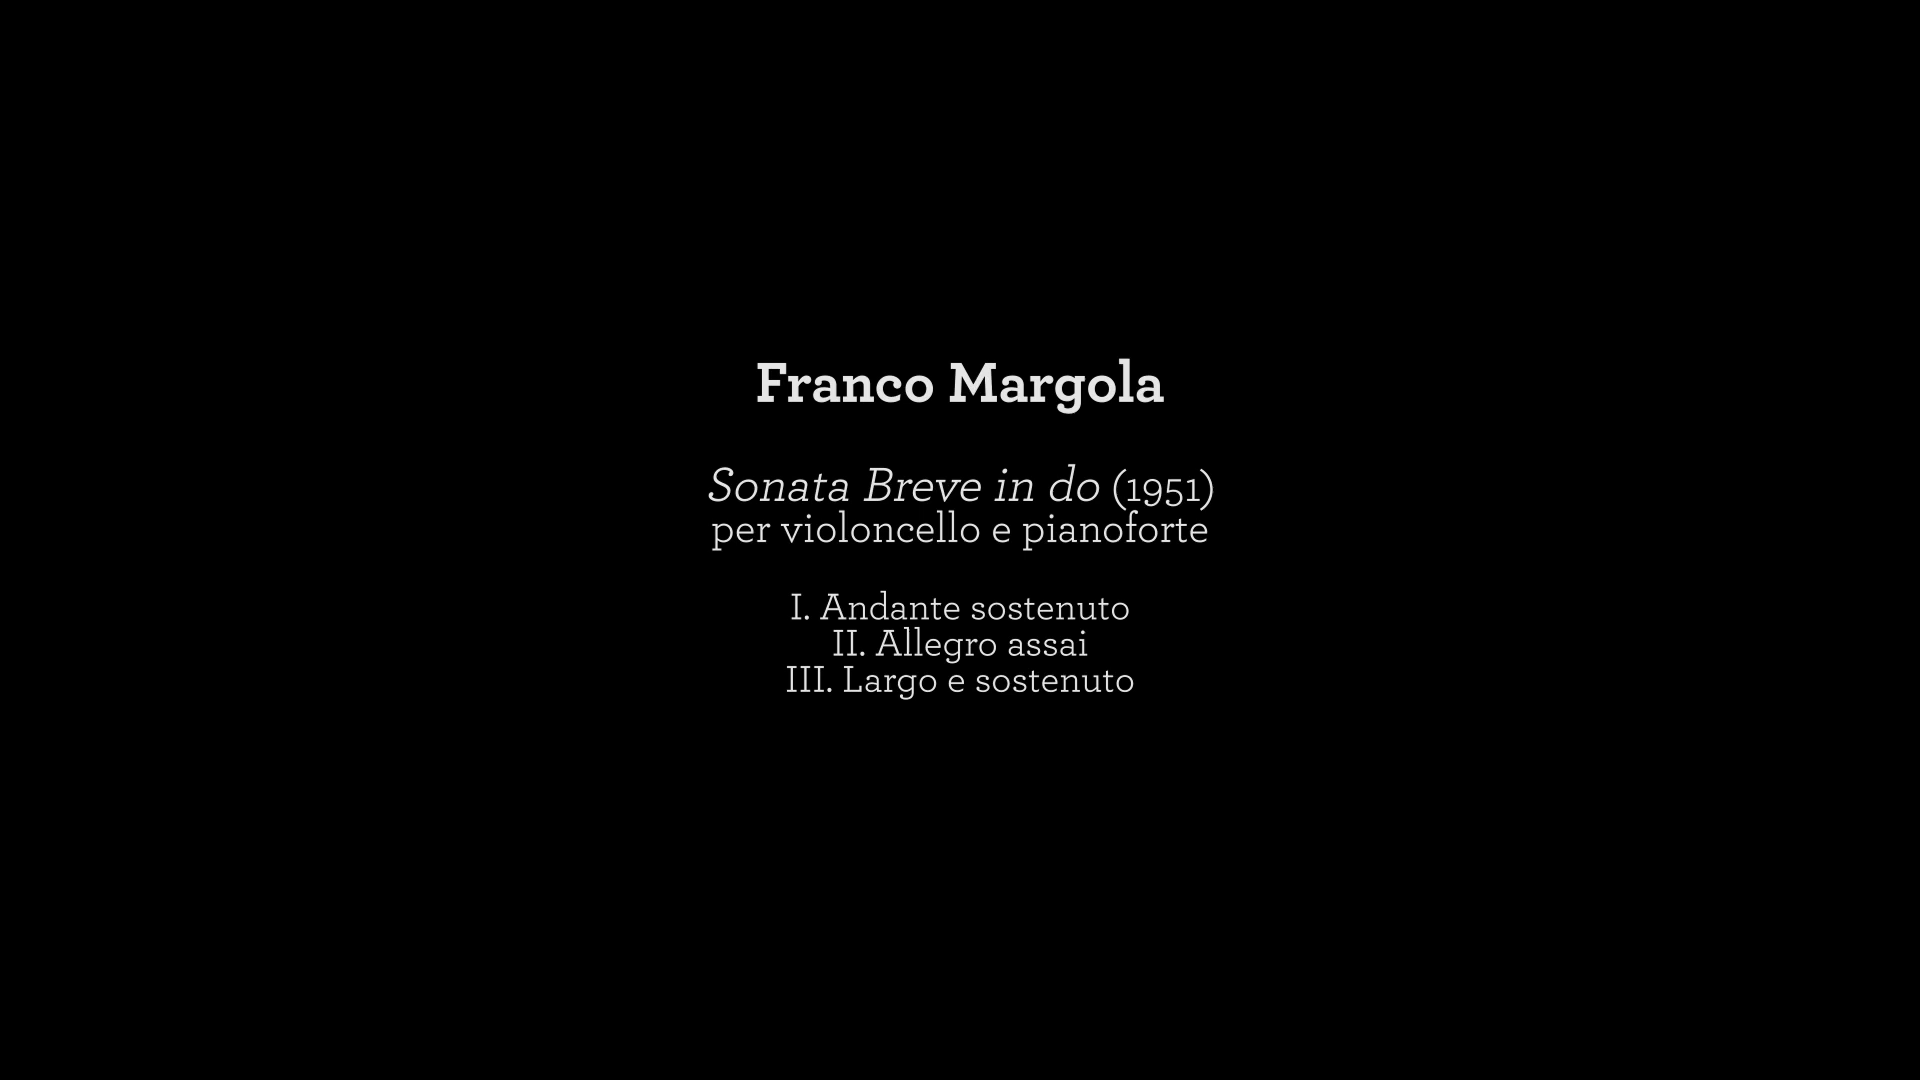 Franco Margola
Sonata Breve in do (1951)
per violoncello e pianoforte
I. Andante sostenuto
II. Allegro assai
III. Largo e sostenuto